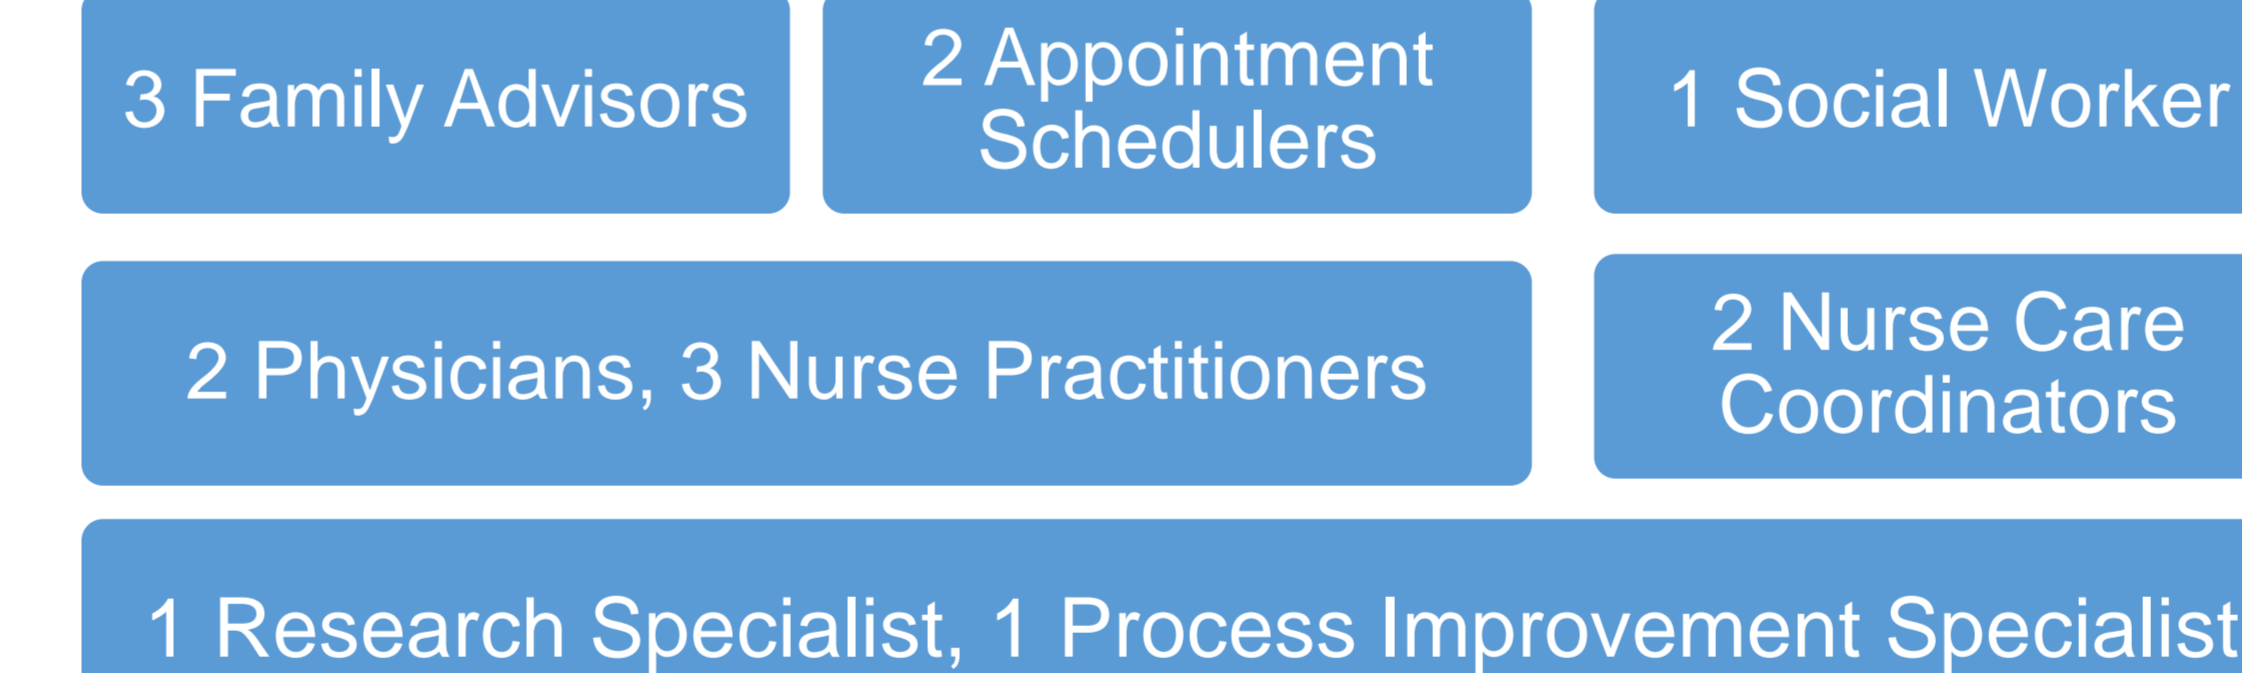 3 Family Advisors
2 Appointment
Schedulers
1 Social Worker
2 Physicians, 3 Nurse Practitioners
2 Nurse Care
Coordinators
1 Research Specialist, 1 Process Improvement Specialist